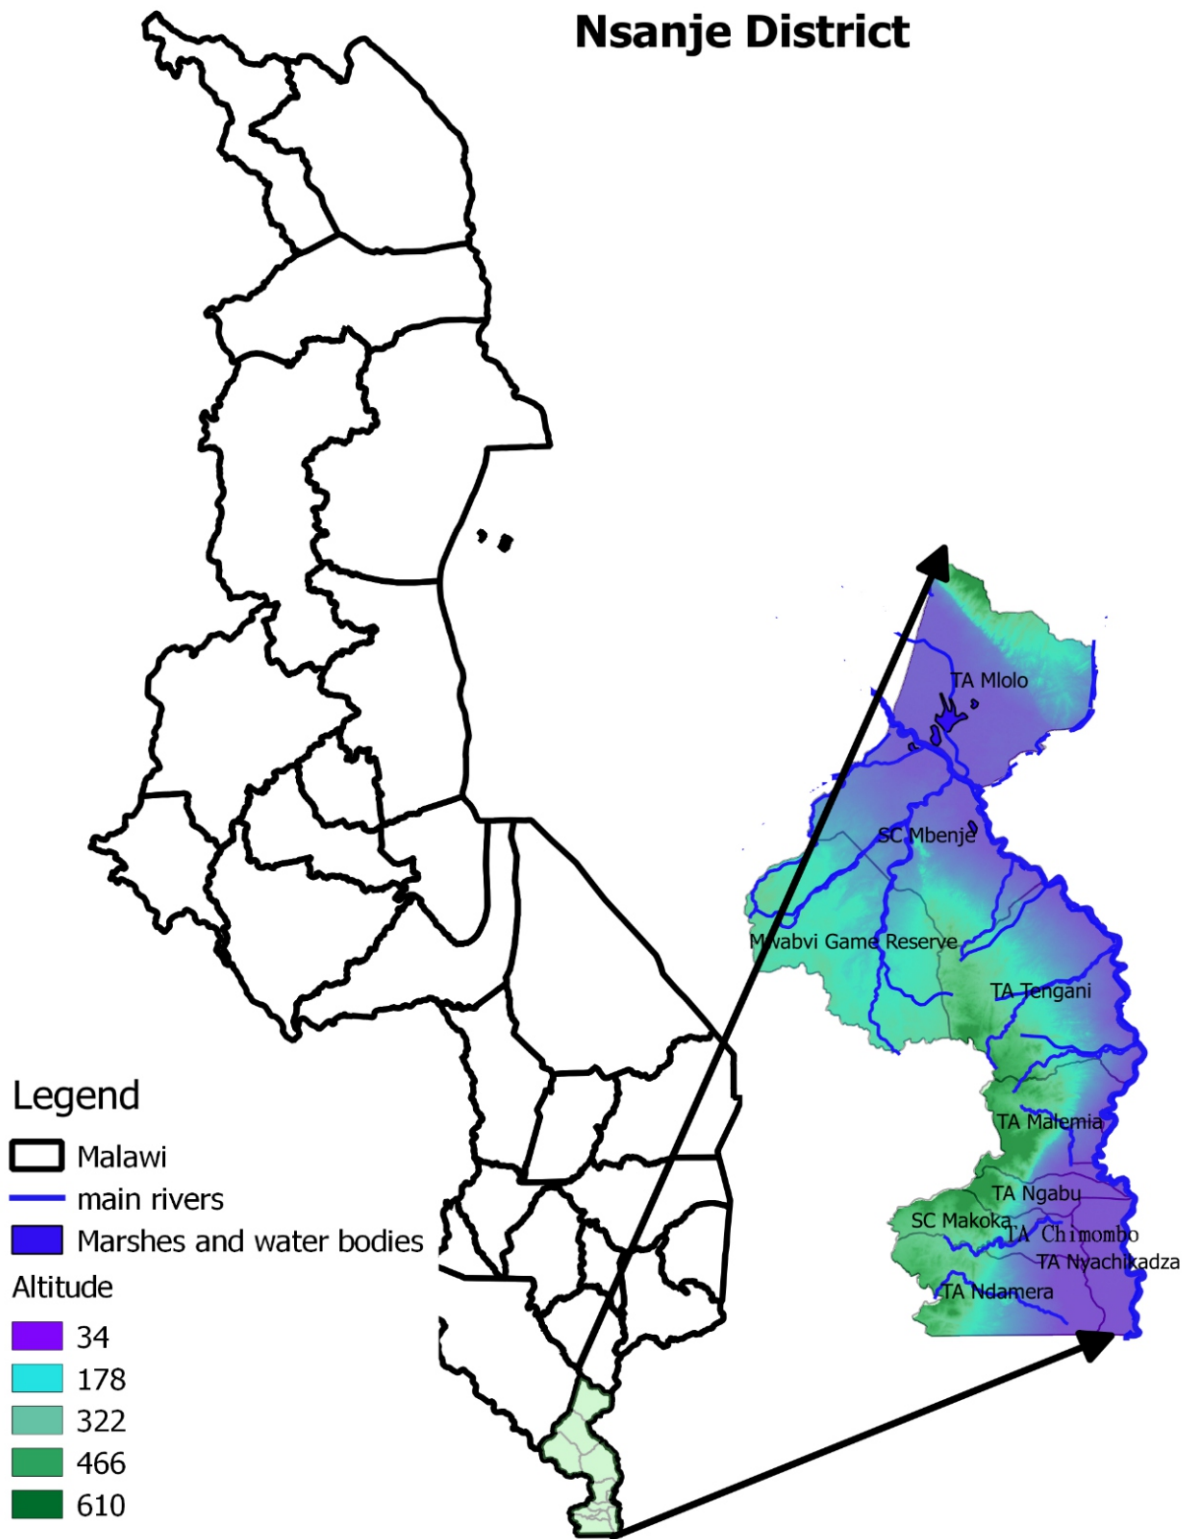 Nsanje District
TA Mlolo
SC Mbenje
Mwabvi Game Reserve
TA Tengani
TA Malemia
TA Ngabu
SC Makoka
TA Chimombo
TA Nyachikadza
TA Ndamera
Legend
Malawi
main rivers
Marshes and water bodies
Altitude
34
178
322
466
610